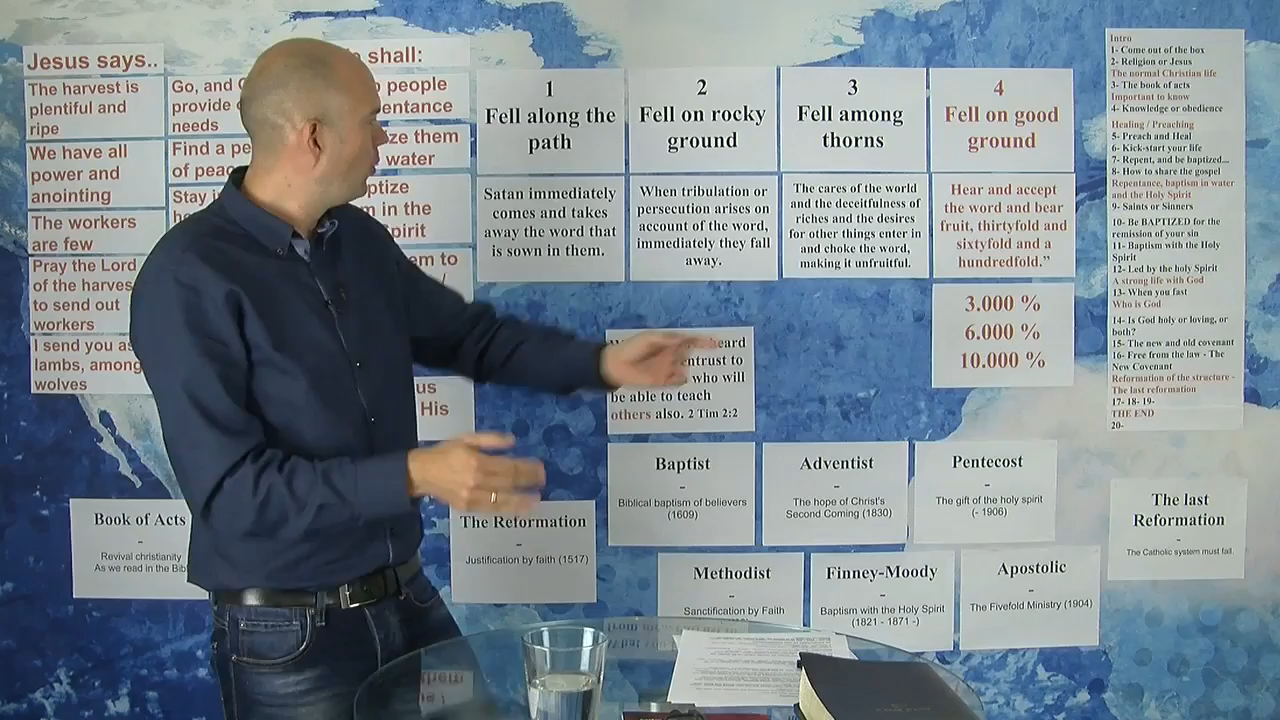 Jesus says..
The harvest is
plentiful and
ripe
We have all
power and
anointing
The workers
are few
Pray the Lord
of the harves
to send out
workers
I send you as
lambs, among
wolves
Go, and
provide
needs
Find a pe
of peac
Stay i
shall:
people
entance
ze them
water
ptize
in the
pirit
em to
us
His
1
Fell along the
path
Satan immediately
comes and takes
away the word that
is sown in them.
2
Fell on rocky
ground
When tribulation or
persecution arises on
account of the word,
immediately they fall
away.
3
Fell among
thorns
The cares of the world
and the deceitfulness of
riches and the desires
for other things enter in
and choke the word,
making it unfruitful.
4
Fell on good
ground
Hear and accept
the word and bear
fruit, thirtyfold and
sixtyfold and a
hundredfold.”
3.000 %
6.000 %
10.000 %
heard
ntrust to
who will
be able to teach
others also. 2 Tim 2:2
Intro
1- Come out of the box
2- Religion or Jesus
The normal Christian life
3- The book of acts
Important to know
4- Knowledge or obedience
Healing / Preaching
5- Preach and Heal
6- Kick-start your life
7- Repent, and be baptized...
8- How to share the gospel
Repentance, baptism in water
and the Holy Spirit
9- Saints or Sinners
10- Be BAPTIZED for the
remission of your sin
11- Baptism with the Holy
Spirit
12- Led by the holy Spirit
A strong life with God
13- When you fast
Who is God
14- Is God holy or loving, or
both?
15- The new and old covenant
16- Free from the law - The
New Covenant
Reformation of the structure -
The last reformation
17- 18- 19-
THE END
20-
Book of Acts
-
Revival christianity
As we read in the Bib
The Reformation
-
Justification by faith (1517)
Baptist
-
Biblical baptism of believers
(1609)
Adventist
-
The hope of Christ's
Second Coming (1830)
Pentecost
-
The gift of the holy spirit
(- 1906)
Methodist
-
Sanctification by Faith
Finney-Moody
-
Baptism with the Holy Spirit
(1821 - 1871 -)
Apostolic
-
The Fivefold Ministry (1904)
The last
Reformation
-
The Catholic system must fall.